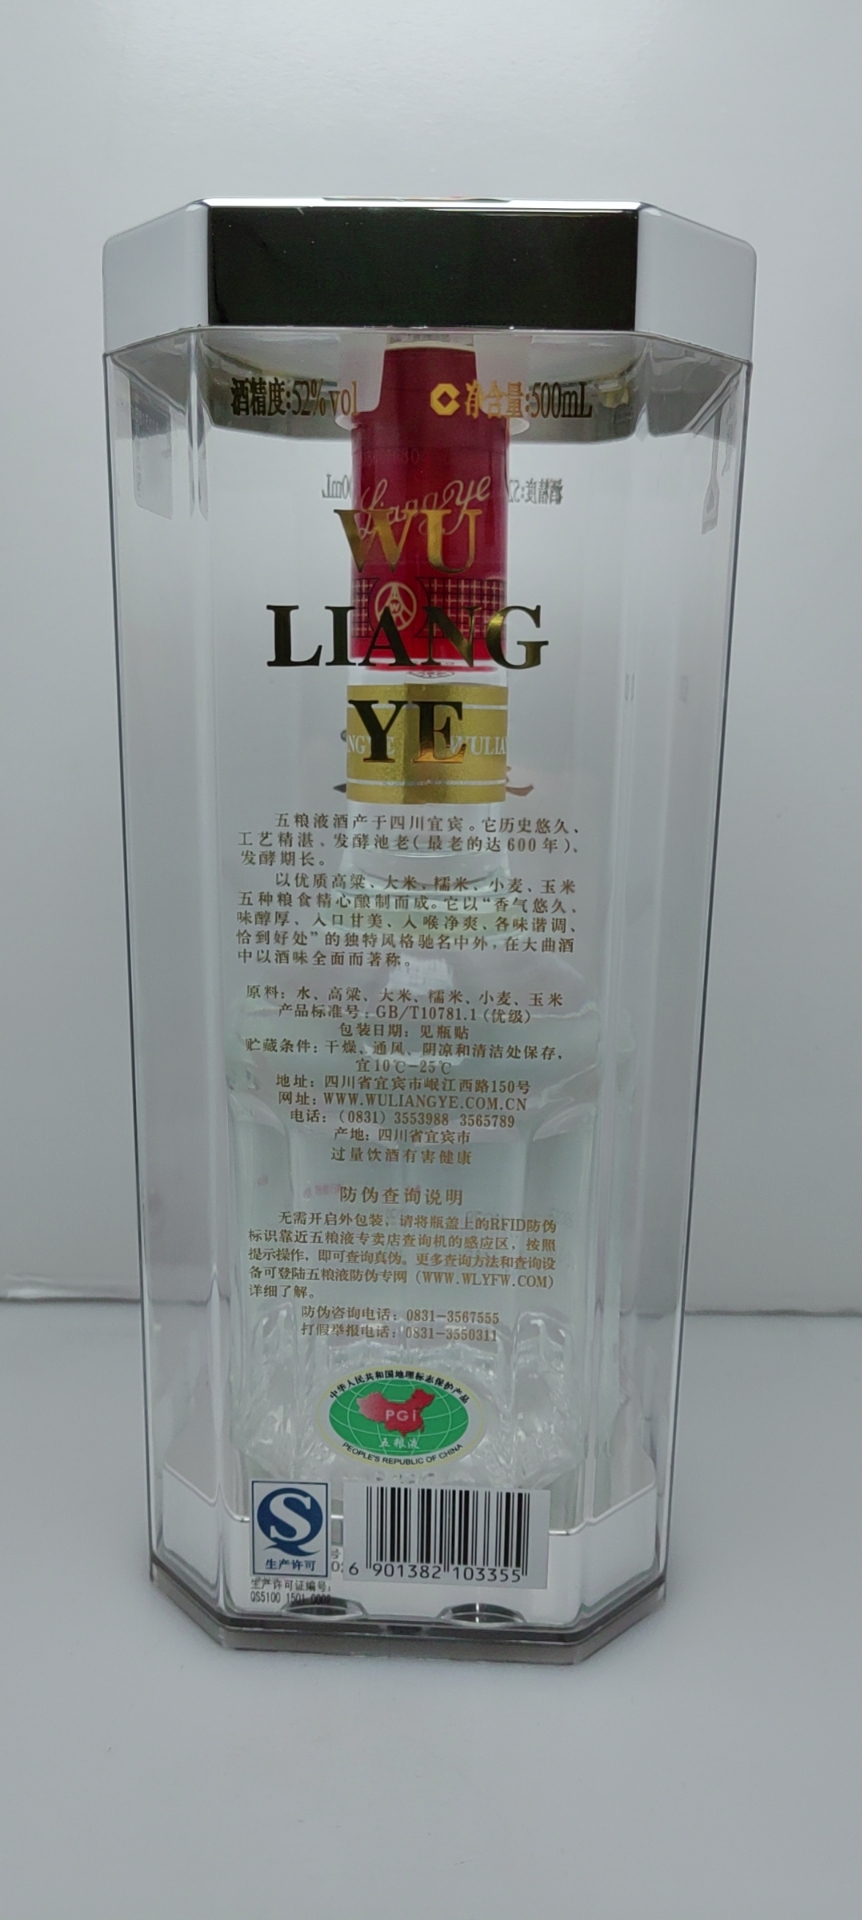 酒精度:52%vol
净含量:500mL
LiangYe
WU
LIANG
YE
WULIA
五粮液酒产于四川宜宾。它历史悠久、
工艺精湛、发酵池老(最老的达600年)、
发酵期长。
以优质高粱、大米、糯米、小麦、玉米
五种粮食精心酿制而成。它以“香气悠久、
味醇厚、入口甘美、入喉净爽、各味谐调、
恰到好处”的独特风格驰名中外,在大曲酒
中以酒味全面而著称。
原料: 水、高粱、大米、糯米、小麦、玉米
产品标准号:GB/T10781.1(优级)
包装日期: 见瓶贴
贮藏条件: 干燥、通风、阴凉和清洁处保存,
宜10℃-25℃
地址: 四川省宜宾市岷江西路150号
网址: WWW.WULIANGYE.COM.CN
电话: (0831) 3553988 3565789
产地: 四川省宜宾市
过量饮酒有害健康
防伪查询说明
无需开启外包装, 请将瓶盖上的RFID防伪
标识靠近五粮液专卖店查询机的感应区, 按照
提示操作, 即可查询真伪。更多查询方法和查询设
备可登陆五粮液防伪专网 (WWW.WLYFW.COM)
详细了解。
防伪咨询电话: 0831-3567555
打假举报电话: 0831-3550311
中华人民共和国地理标志保护产品
PGI
五粮液
PEOPLE'S REPUBLIC OF CHINA
生产许可
6 901382 103355
生产许可证编号:
QS5100 1501